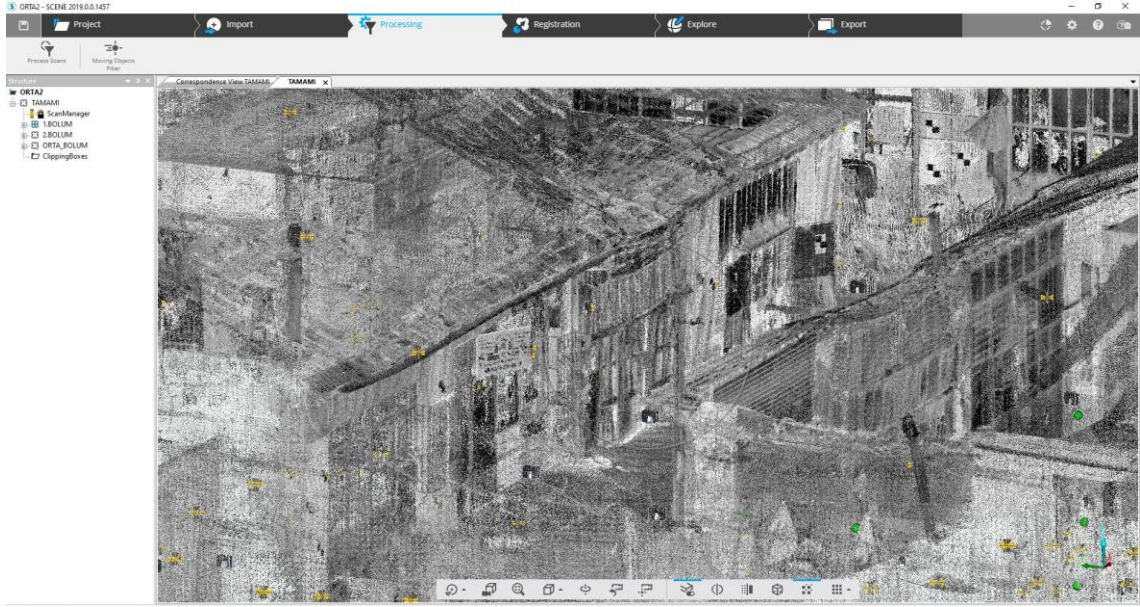 ORTA2 - SCENE 2019.0.0.1457
Project
Import
Processing
Registration
Explore
Export
Process Scans
Moving Objects
Filter
Structure
Correspondence View TAMAMI
TAMAMI
ORTA2
TAMAMI
ScanManager
1.BOLUM
2.BOLUM
ORTA_BOLUM
ClippingBoxes